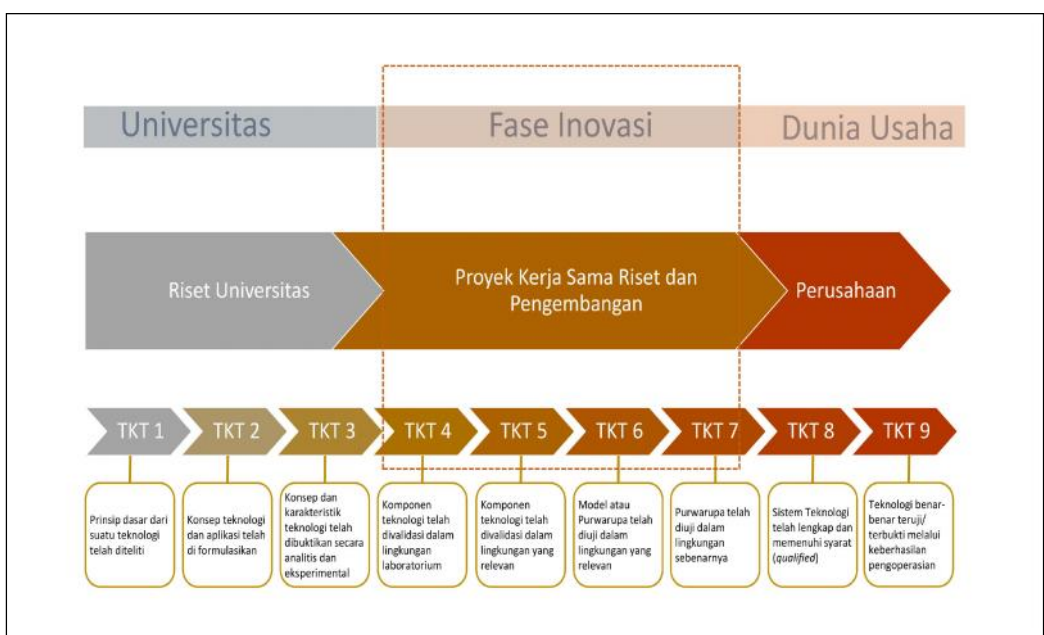 Universitas
Fase Inovasi
Dunia Usaha
Riset Universitas
Proyek Kerja Sama Riset dan
Pengembangan
Perusahaan
TKT 1
TKT 2
TKT 3
TKT 4
TKT 5
TKT 6
TKT 7
TKT 8
TKT 9
Prinsip dasar dari
suatu teknologi
telah diteliti
Konsep teknologi
dan aplikasi telah
di formulasikan
Konsep dan
karakteristik
teknologi telah
dibuktikan secara
analitis dan
eksperimental
Komponen
teknologi telah
divalidasi dalam
lingkungan
laboratorium
Komponen
teknologi telah
divalidasi dalam
lingkungan yang
relevan
Model atau
Purwarupa telah
diuji dalam
lingkungan yang
relevan
Purwarupa telah
diuji dalam
lingkungan
sebenarnya
Sistem Teknologi
telah lengkap dan
memenuhi syarat
(qualified)
Teknologi benar-
benar teruji/
terbukti melalui
keberhasilan
pengoperasian